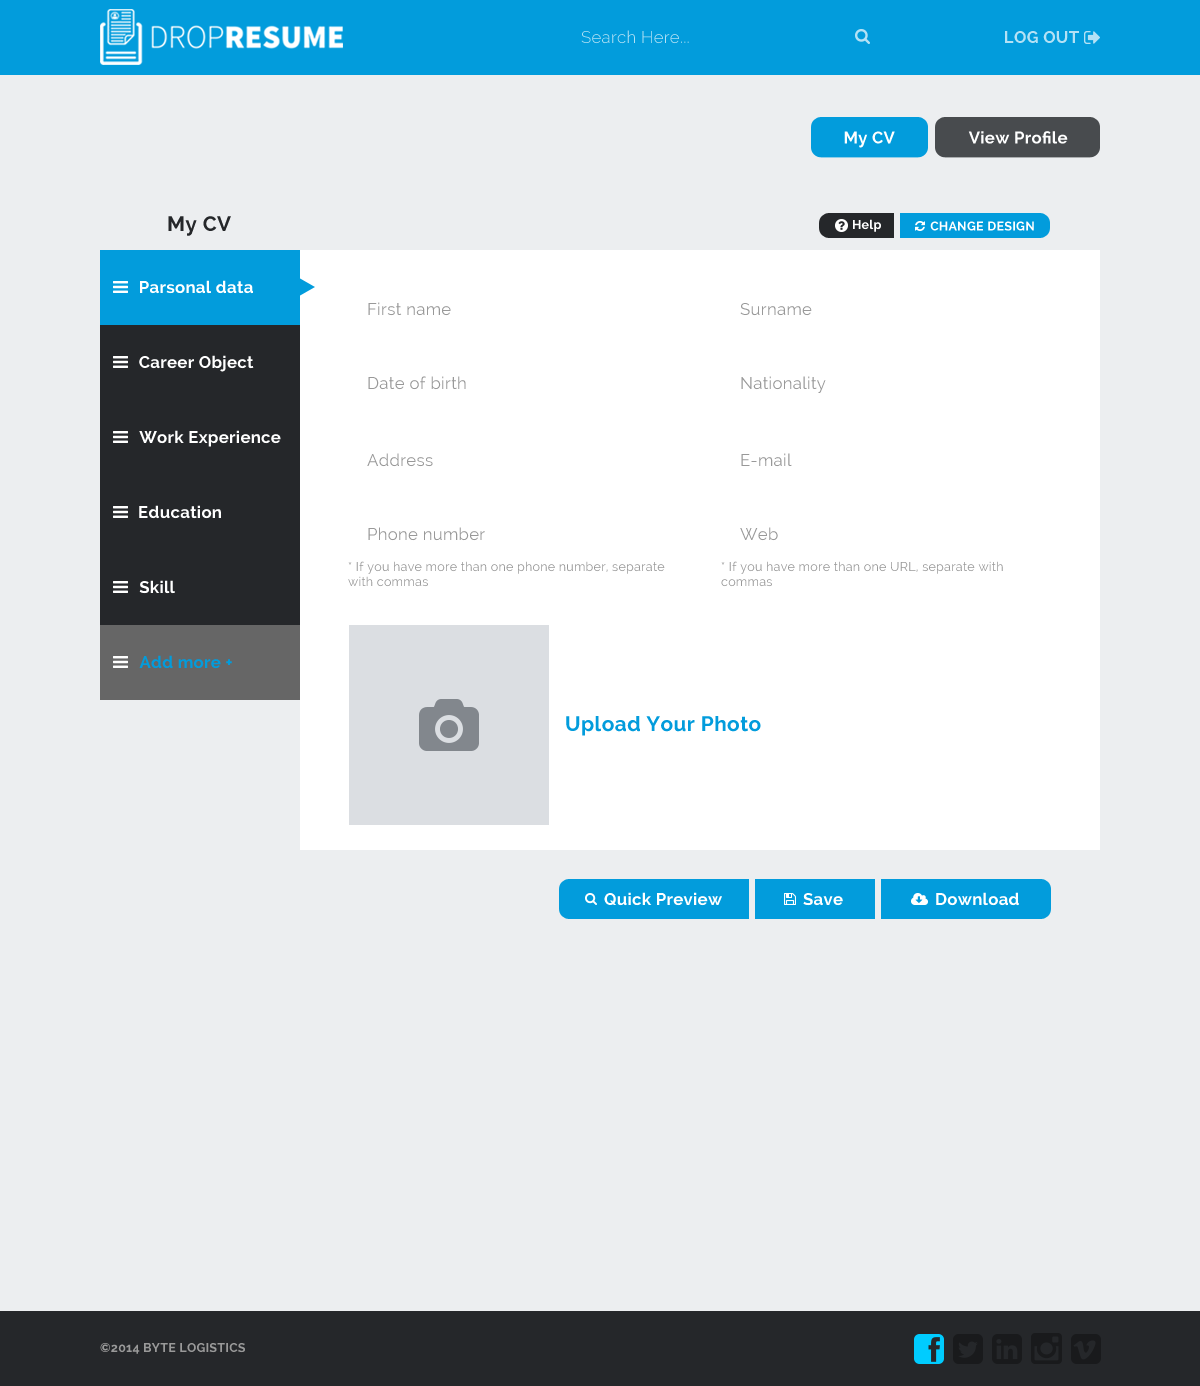 DROPRESUME
Search Here...
LOG OUT
My CV
View Profile
My CV
Help
CHANGE DESIGN
Parsonal data
Career Object
Work Experience
Education
Skill
Add more +
First name
Surname
Date of birth
Nationality
Address
E-mail
Phone number
Web
* If you have more than one phone number, separate
with commas
* If you have more than one URL, separate with
commas
Upload Your Photo
Quick Preview
Save
Download
©2014 BYTE LOGISTICS